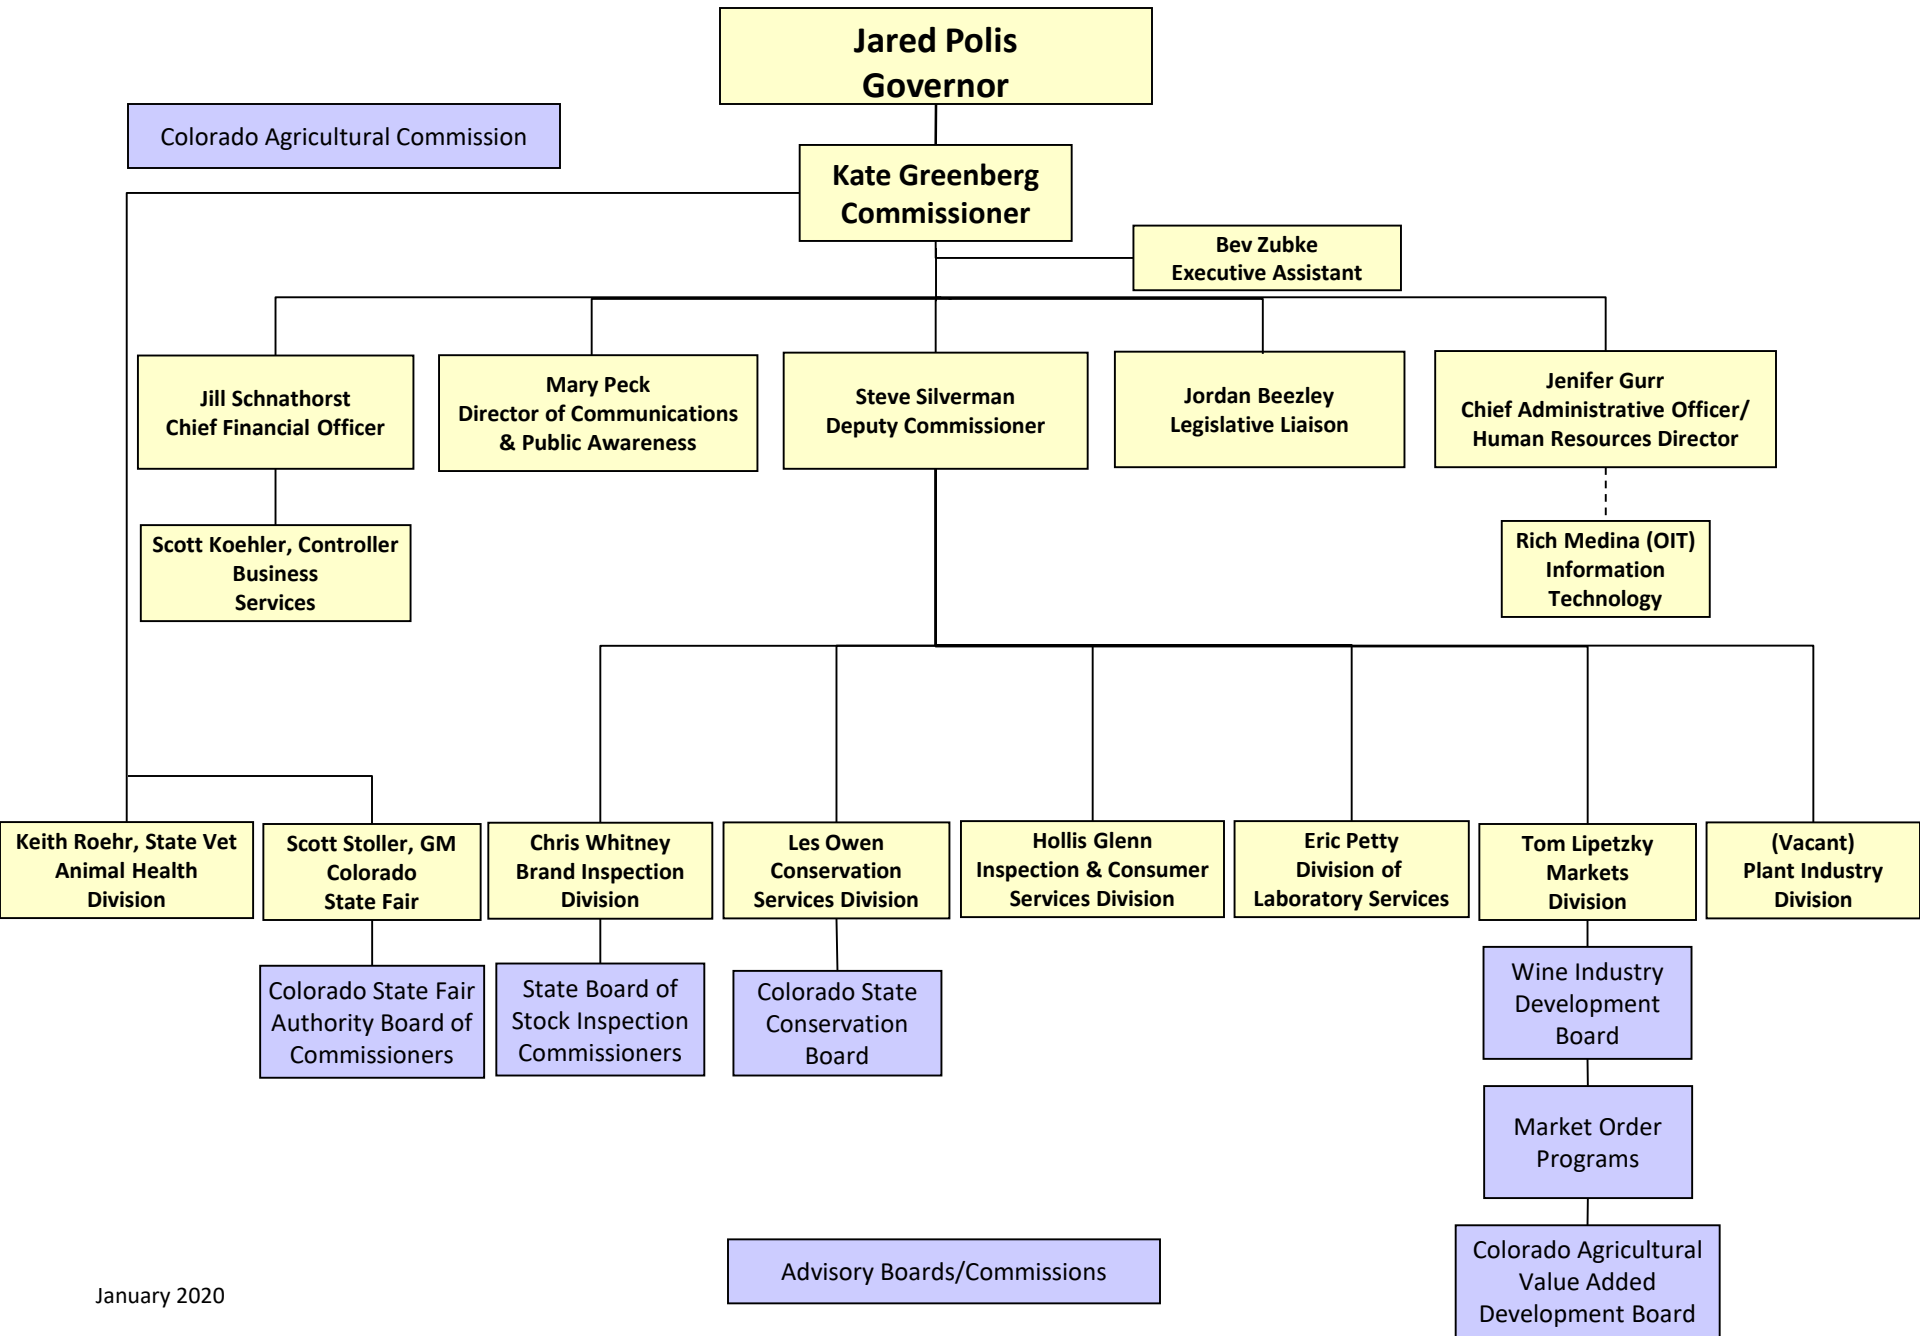 Jared Polis
Governor
Colorado Agricultural Commission
Kate Greenberg
Commissioner
Bev Zubke
Executive Assistant
Jill Schnathorst
Chief Financial Officer
Mary Peck
Director of Communications
& Public Awareness
Steve Silverman
Deputy Commissioner
Jordan Beezley
Legislative Liaison
Jenifer Gurr
Chief Administrative Officer/
Human Resources Director
Scott Koehler, Controller
Business
Services
Rich Medina (OIT)
Information
Technology
Keith Roehr, State Vet
Animal Health
Division
Scott Stoller, GM
Colorado
State Fair
Chris Whitney
Brand Inspection
Division
Les Owen
Conservation
Services Division
Hollis Glenn
Inspection & Consumer
Services Division
Eric Petty
Division of
Laboratory Services
Tom Lipetzky
Markets
Division
(Vacant)
Plant Industry
Division
Colorado State Fair
Authority Board of
Commissioners
State Board of
Stock Inspection
Commissioners
Colorado State
Conservation
Board
Wine Industry
Development
Board
Market Order
Programs
Colorado Agricultural
Value Added
Development Board
Advisory Boards/Commissions
January 2020